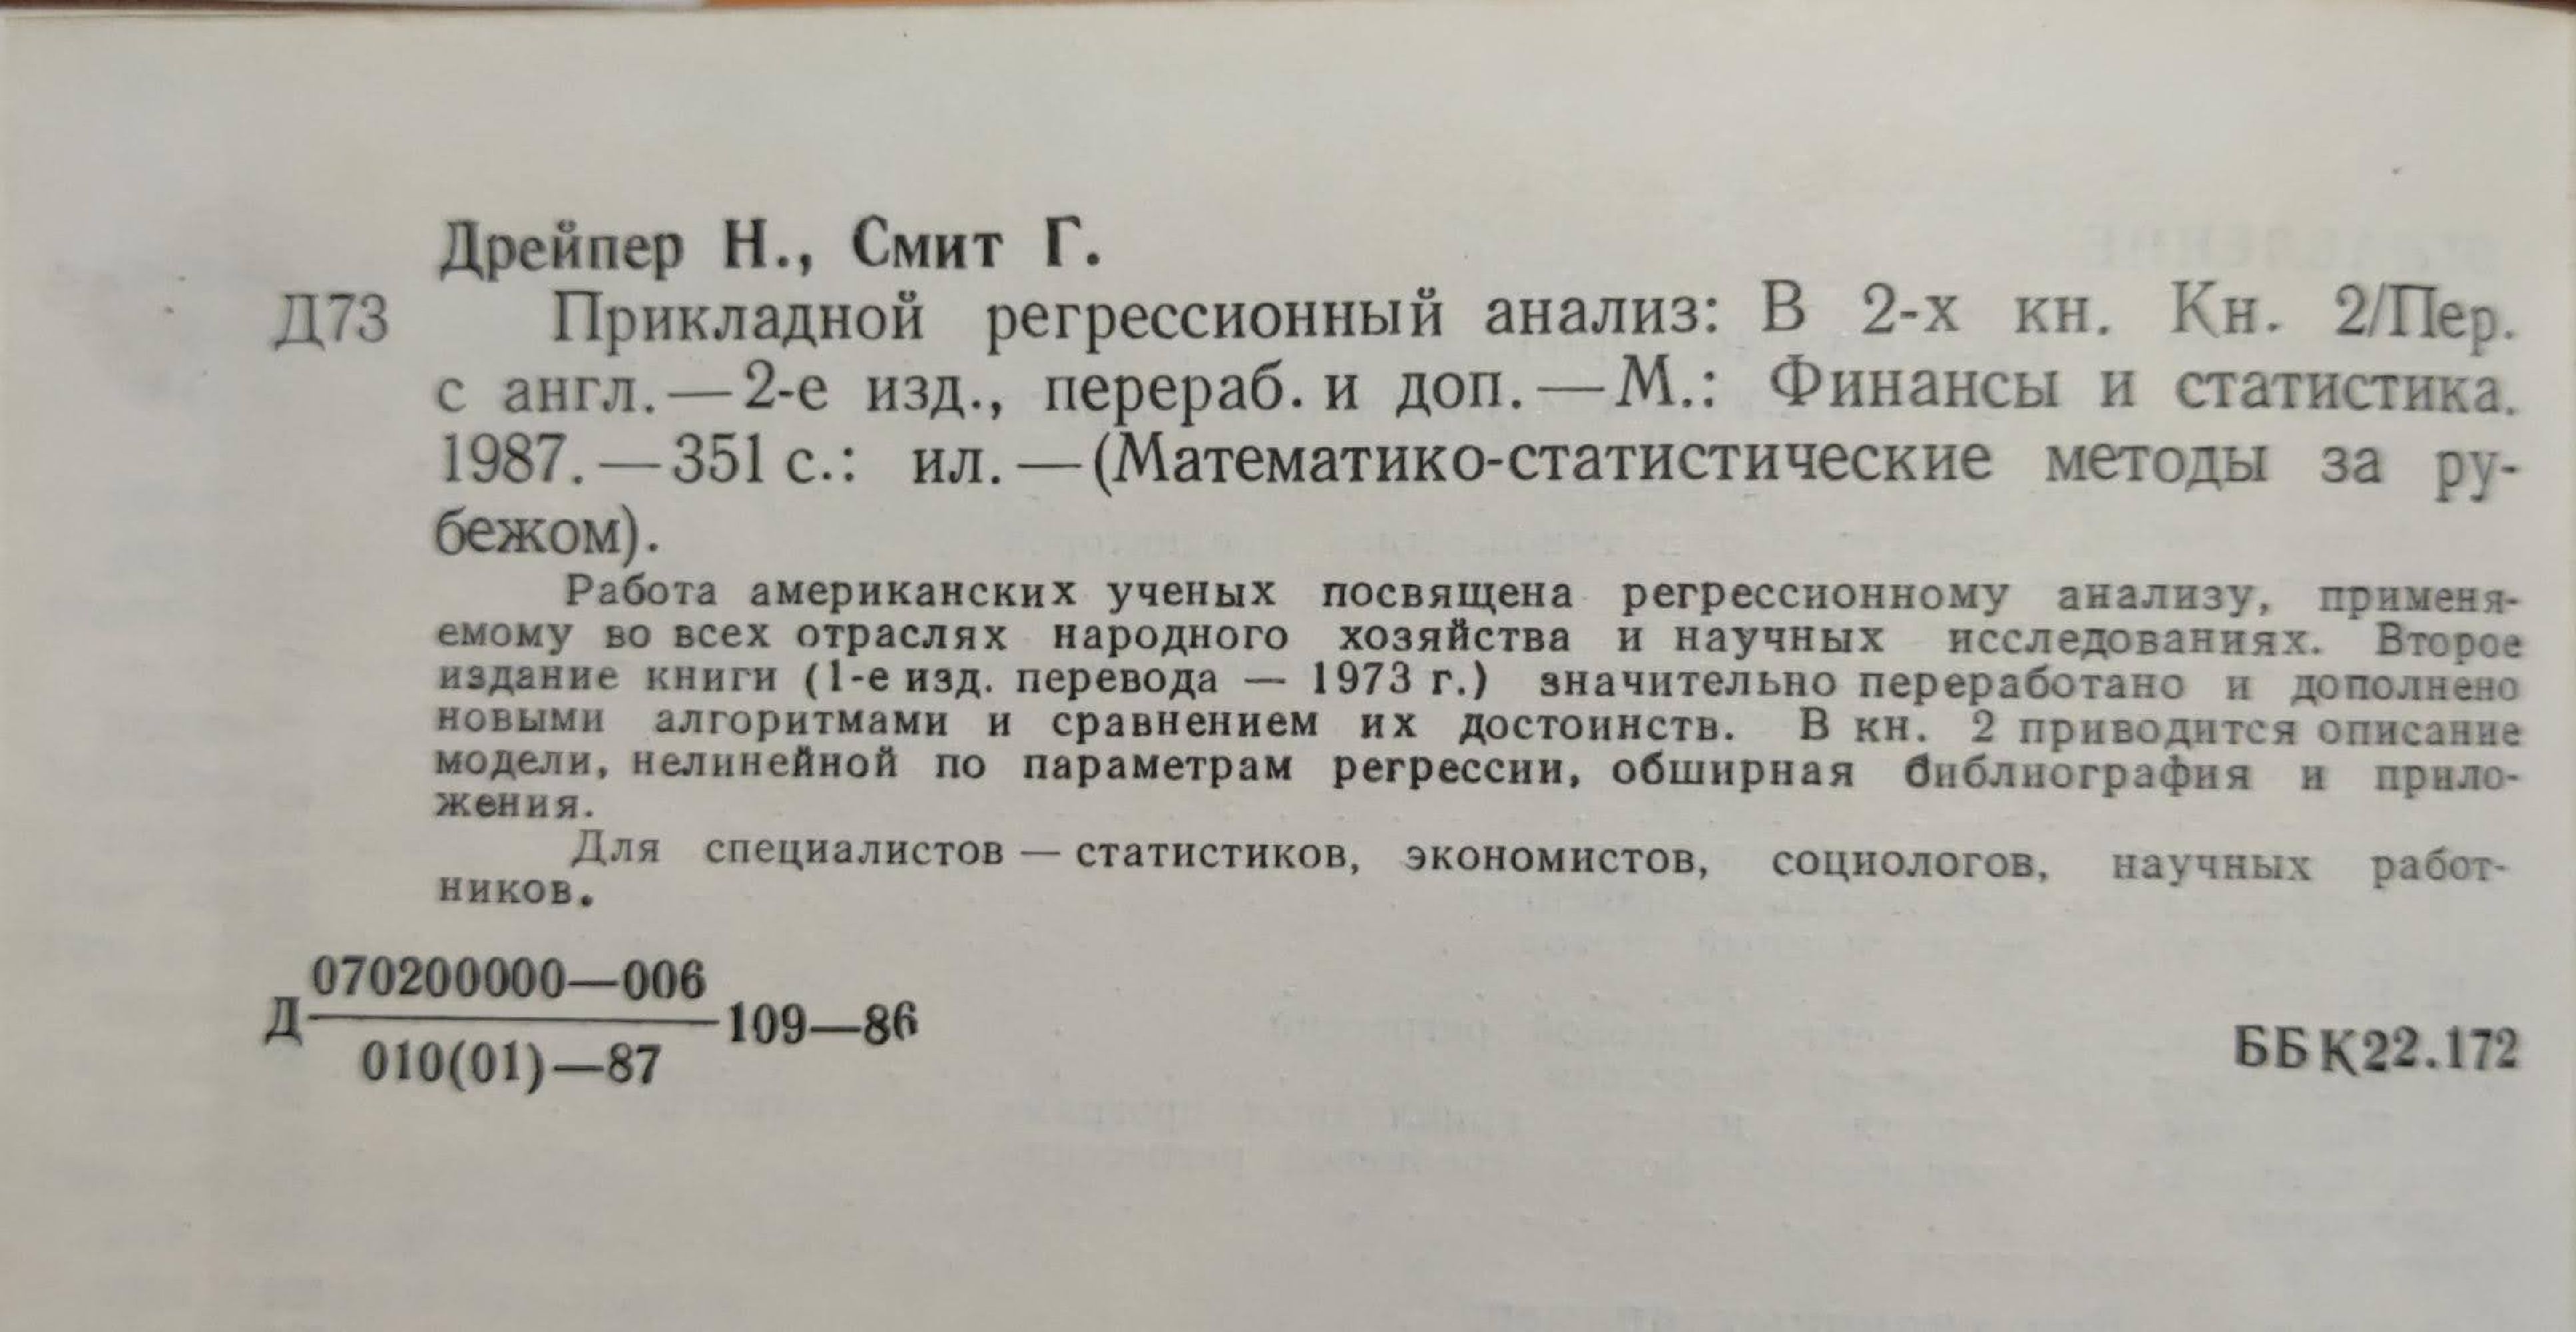 Дрейпер Н., Смит Г.
Д73 Прикладной регрессионный анализ: В 2-х кн. Кн. 2/Пер.
с англ. — 2-е изд., перераб. и доп. — М.: Финансы и статистика.
1987. — 351 с.: ил. — (Математико-статистические методы за ру-
бежом).
Работа американских ученых посвящена регрессионному анализу, применя-
емому во всех отраслях народного хозяйства и научных исследованиях. Второе
издание книги (1-е изд. перевода — 1973 г.) значительно переработано и дополнено
новыми алгоритмами и сравнением их достоинств. В кн. 2 приводится описание
модели, нелинейной по параметрам регрессии, обширная библиография и прило-
жения.
Для специалистов — статистиков, экономистов, социологов, научных работ-
ников.
070200000—006
Д 109—86
010(01)—87
ББК22.172